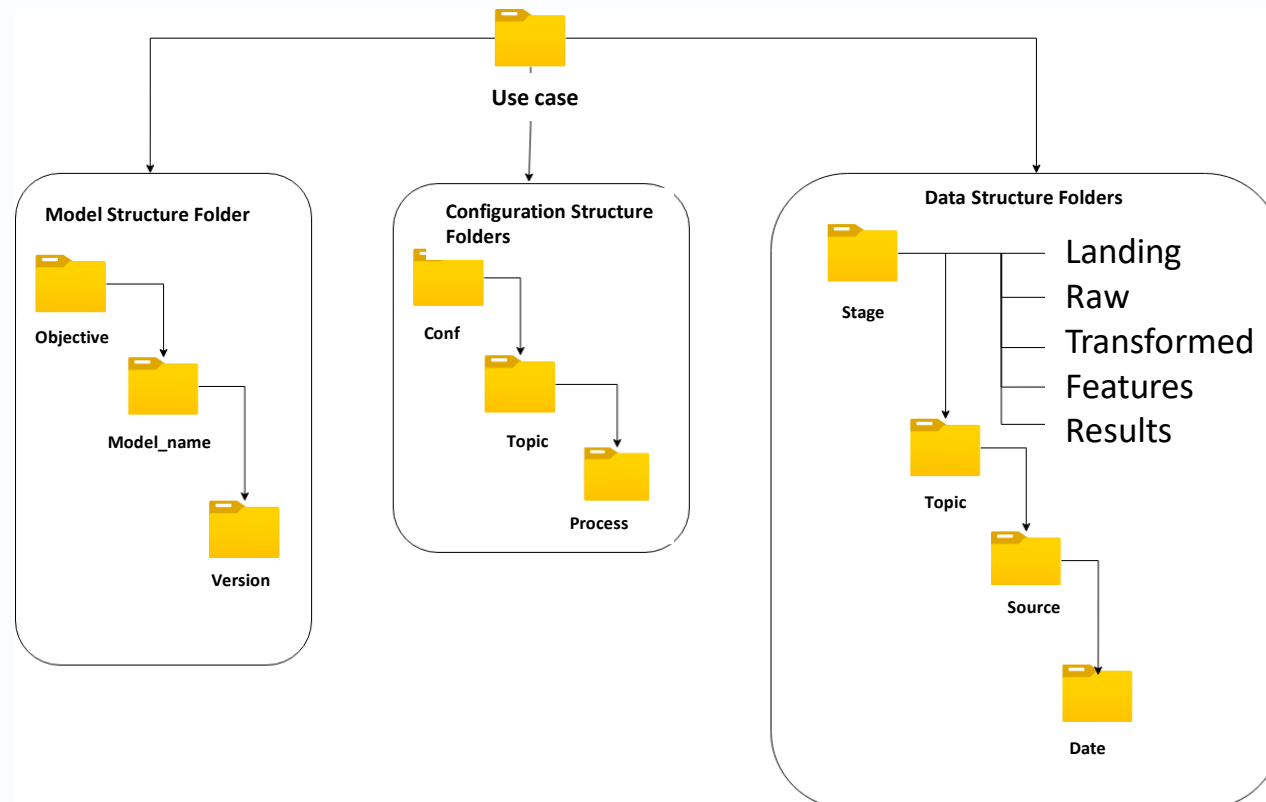 Use case
Model Structure Folder
Objective
Model_name
Version
Configuration Structure
Folders
Conf
Topic
Process
Data Structure Folders
Stage
Landing
Raw
Transformed
Features
Results
Topic
Source
Date